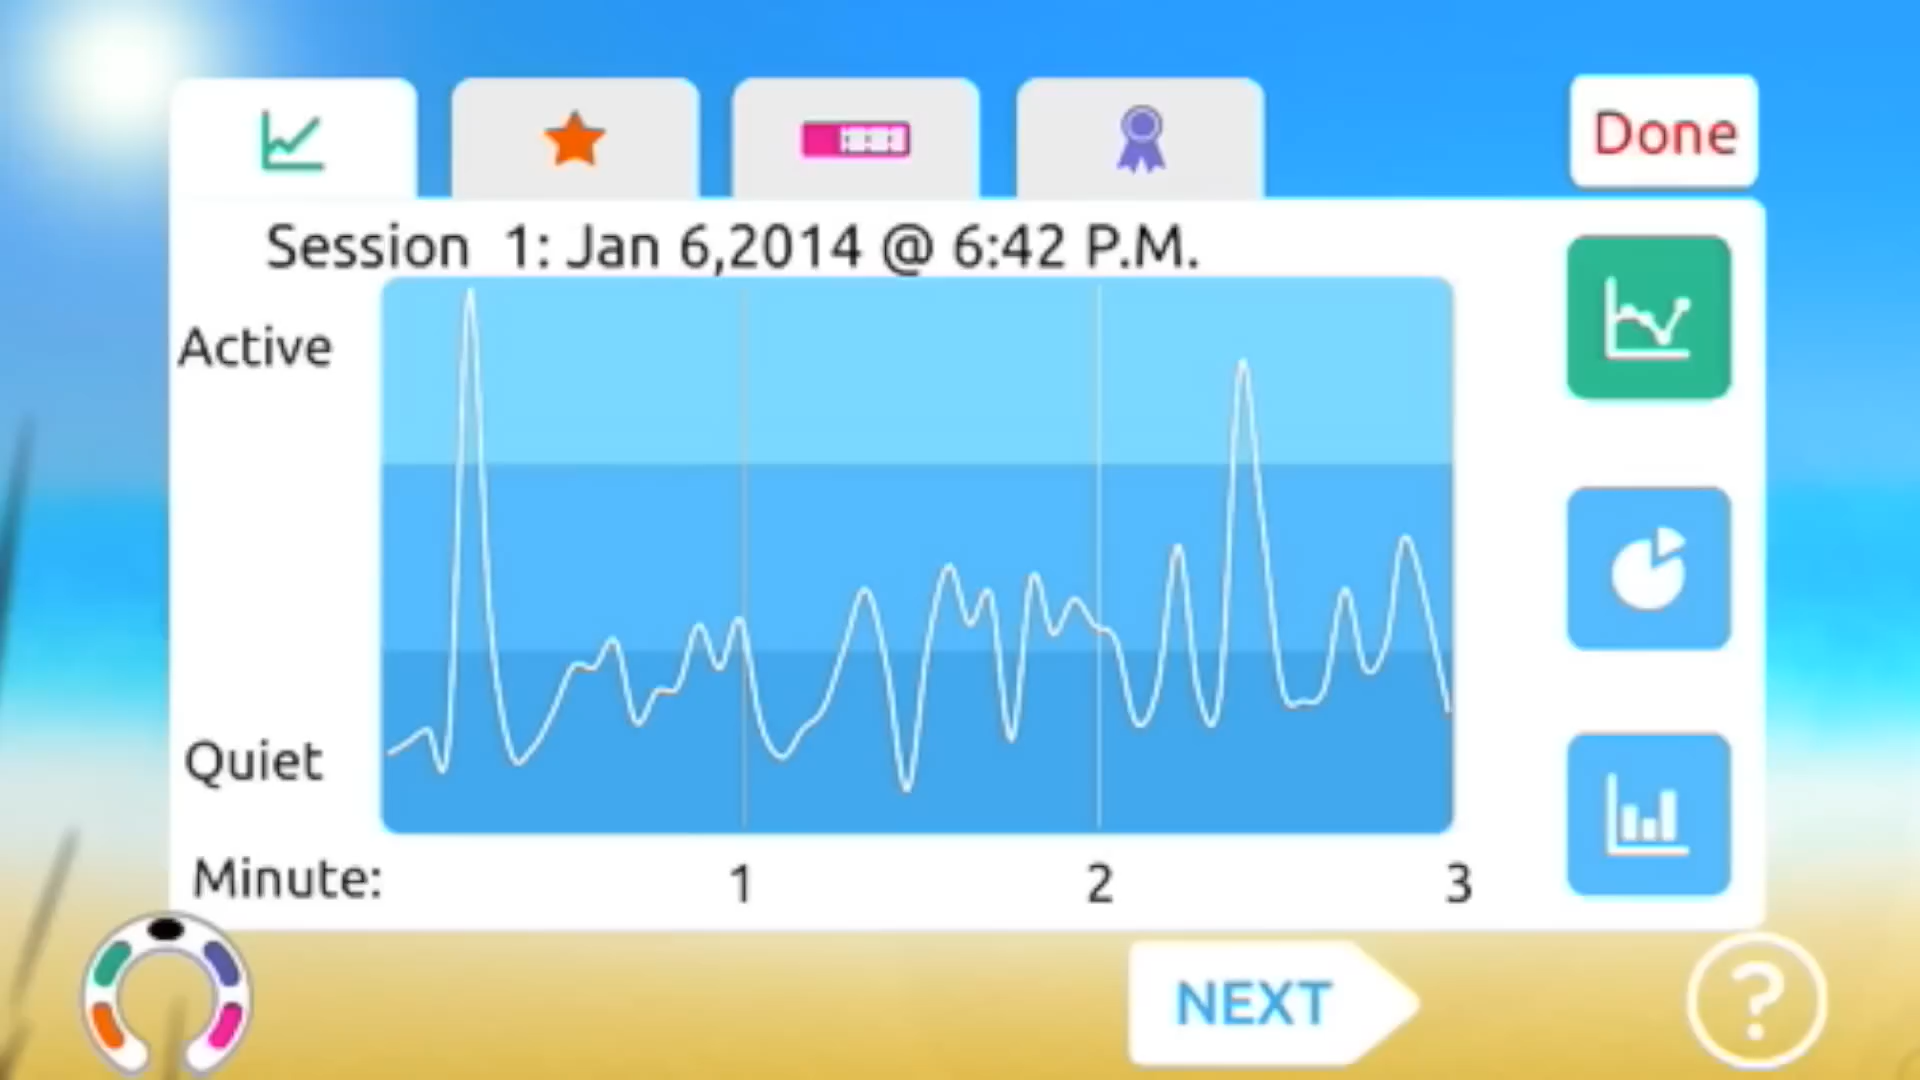 Done
Session 1: Jan 6,2014 @ 6:42 P.M.
Active
Quiet
Minute: 1 2 3
NEXT
?